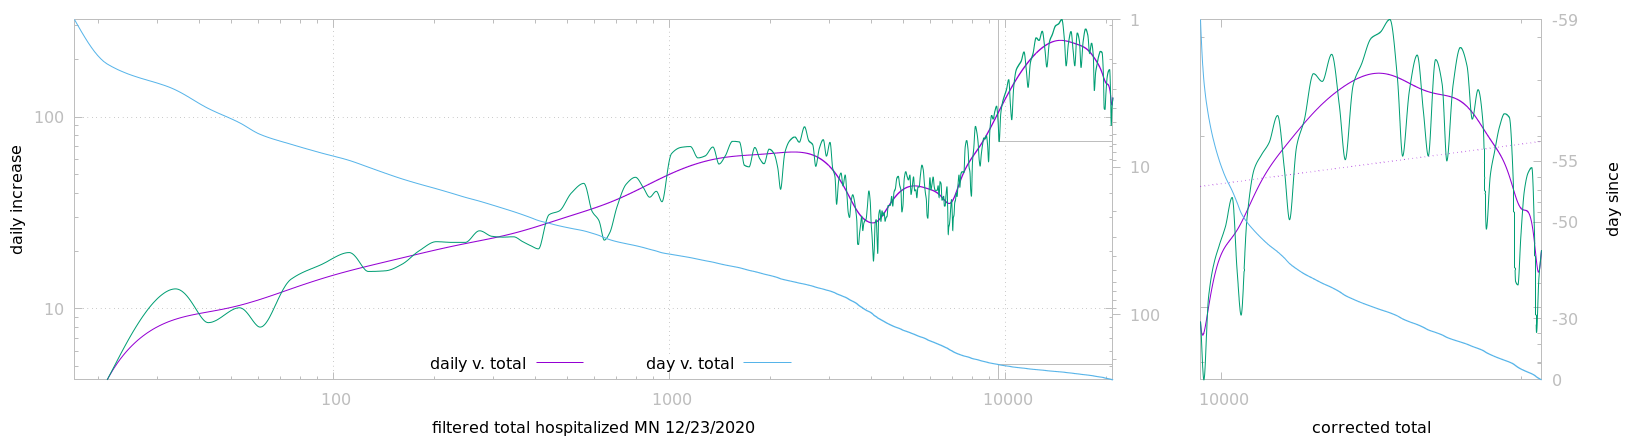 daily increase
100
10
daily v. total
day v. total
100
1000
10000
filtered total hospitalized MN 12/23/2020
1
10
100
10000
corrected total
-59
-55
-50
-30
0
day since